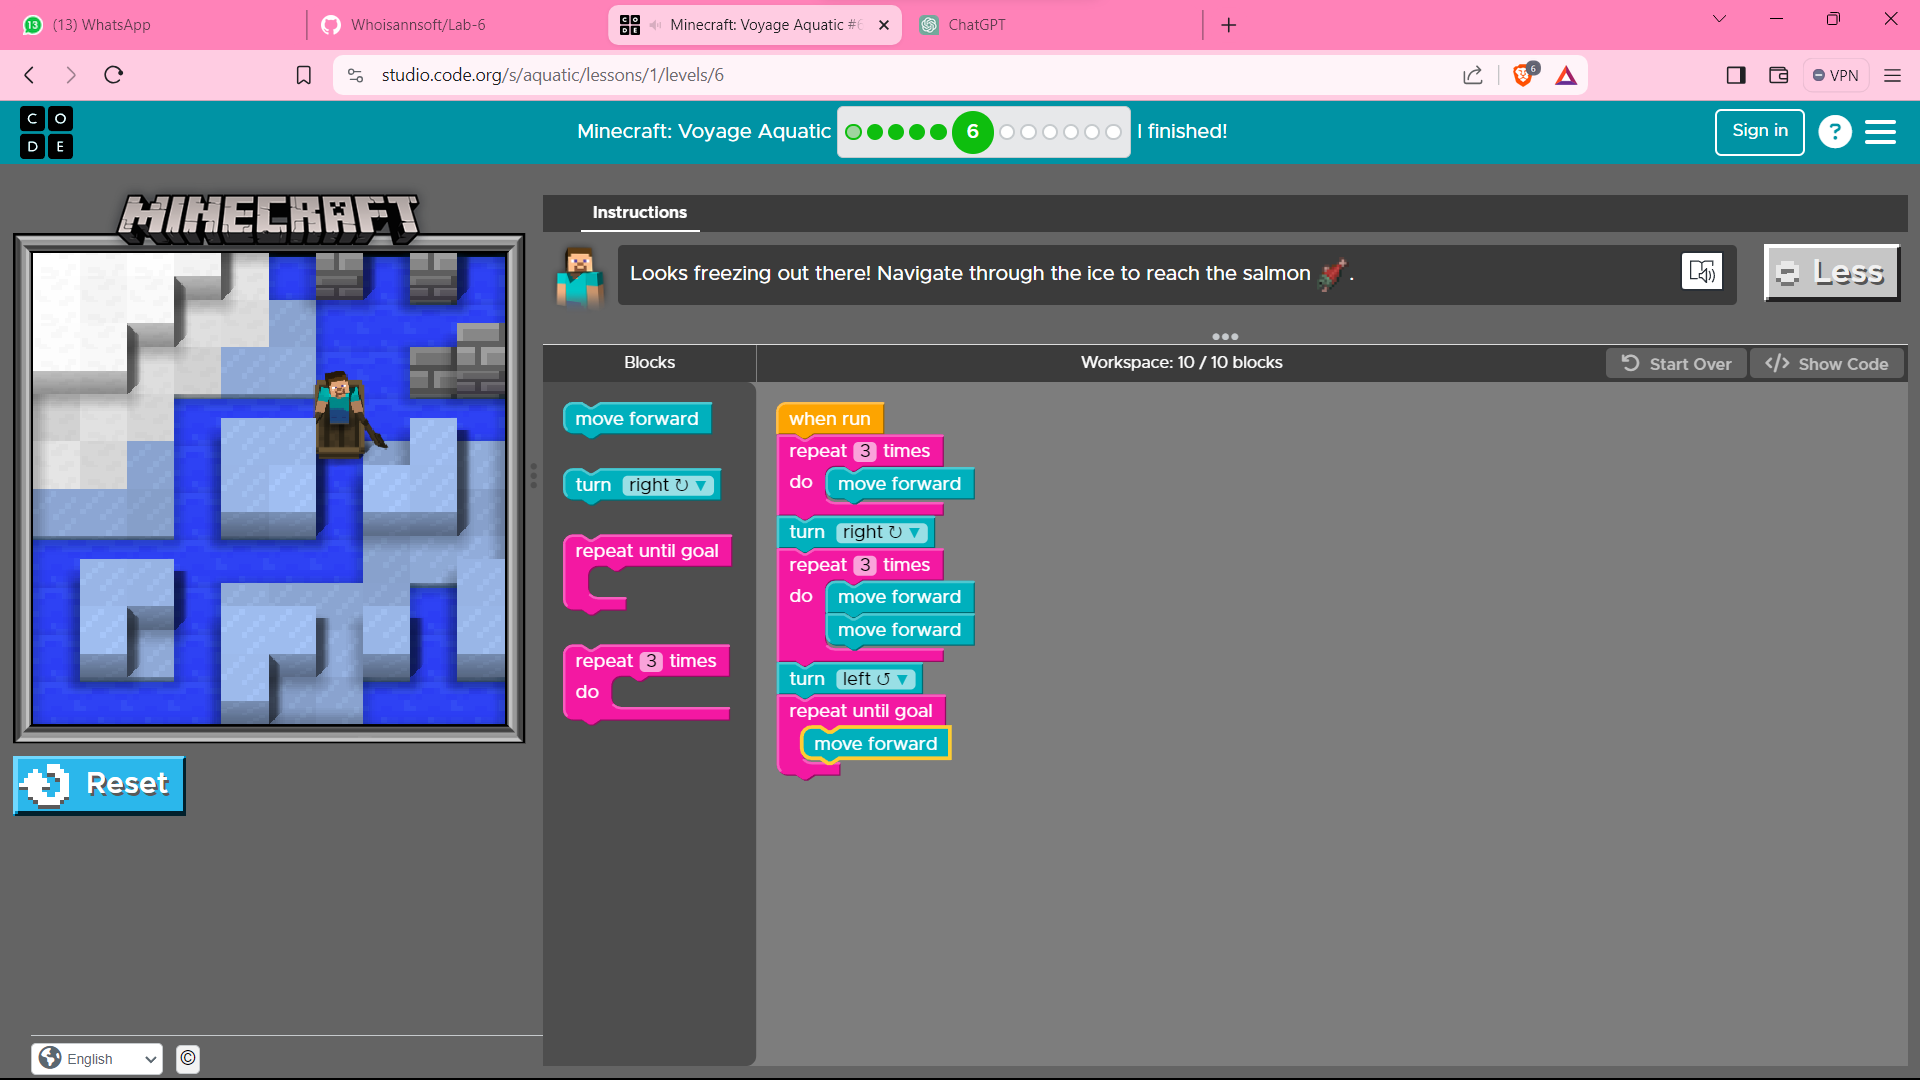 13 (13) WhatsApp
Whoisannsoft/Lab-6
CODE Minecraft: Voyage Aquatic #6
ChatGPT
studio.code.org/s/aquatic/lessons/1/levels/6
6
VPN
C O
D E
Minecraft: Voyage Aquatic
6
I finished!
Sign in
?
MINECRAFT
Instructions
Looks freezing out there! Navigate through the ice to reach the salmon .
Less
Blocks
Workspace: 10 / 10 blocks
Start Over
</> Show Code
move forward
turn right ↻ ▼
repeat until goal
repeat 3 times
do
when run
repeat 3 times
do move forward
turn right ↻ ▼
repeat 3 times
do move forward
move forward
turn left ↺ ▼
repeat until goal
move forward
Reset
English
©